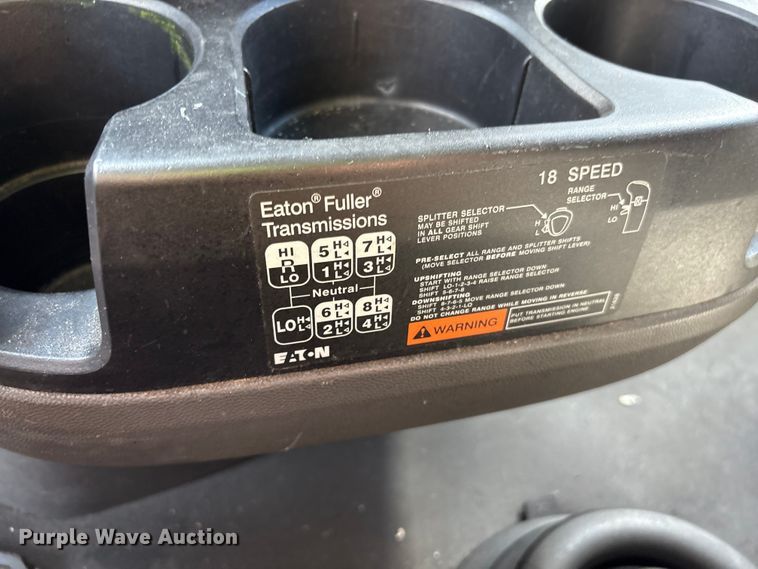 18 SPEED
Eaton® Fuller®
Transmissions
HI
R
LO
5 H L
7 H L
1 H L
3 H L
Neutral
LO H L
6 H L
8 H L
2 H L
4 H L
EATON
SPLITTER SELECTOR
MAY BE SHIFTED
IN ALL GEAR SHIFT
LEVER POSITIONS
H
L
RANGE
SELECTOR
HI
LO
PRE-SELECT ALL RANGE AND SPLITTER SHIFTS
(MOVE SELECTOR BEFORE MOVING SHIFT LEVER)
UPSHIFTING
START WITH RANGE SELECTOR DOWN
SHIFT LO-1-2-3-4 RAISE RANGE SELECTOR
SHIFT 5-6-7-8
DOWNSHIFTING
SHIFT 8-7-6-5 MOVE RANGE SELECTOR DOWN
SHIFT 4-3-2-1-LO
DO NOT CHANGE RANGE WHILE MOVING IN REVERSE
WARNING
PUT TRANSMISSION IN NEUTRAL
BEFORE STARTING ENGINE
Purple Wave Auction